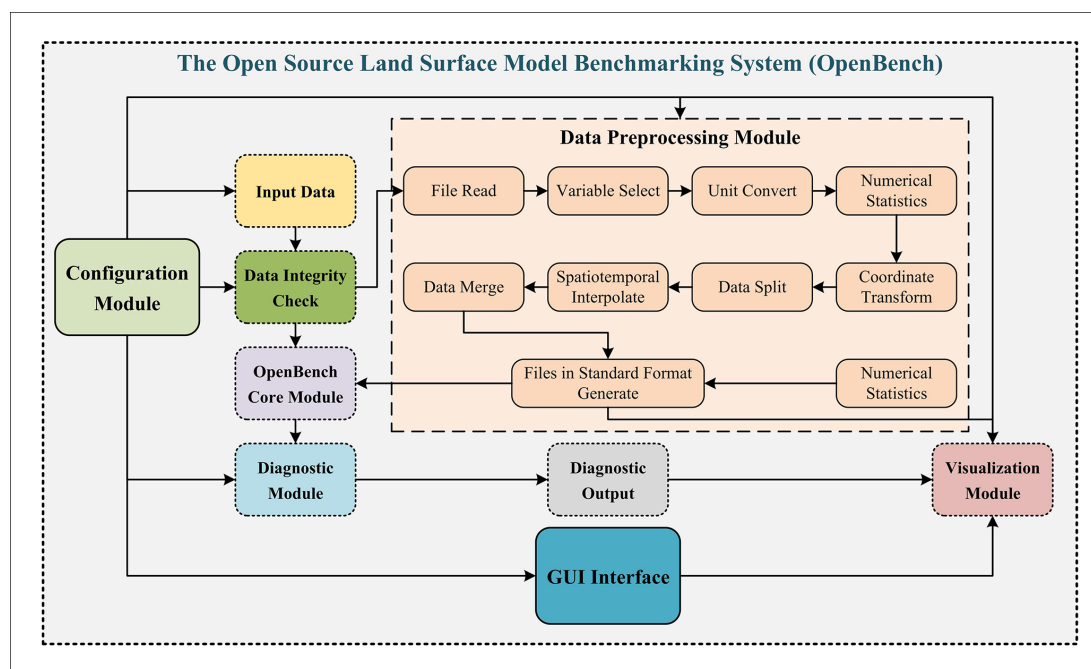 The Open Source Land Surface Model Benchmarking System (OpenBench)
Data Preprocessing Module
Input Data
File Read
Variable Select
Unit Convert
Numerical
Statistics
Configuration
Module
Data Integrity
Check
Data Merge
Spatiotemporal
Interpolate
Data Split
Coordinate
Transform
OpenBench
Core Module
Files in Standard Format
Generate
Numerical
Statistics
Diagnostic
Module
Diagnostic
Output
Visualization
Module
GUI Interface